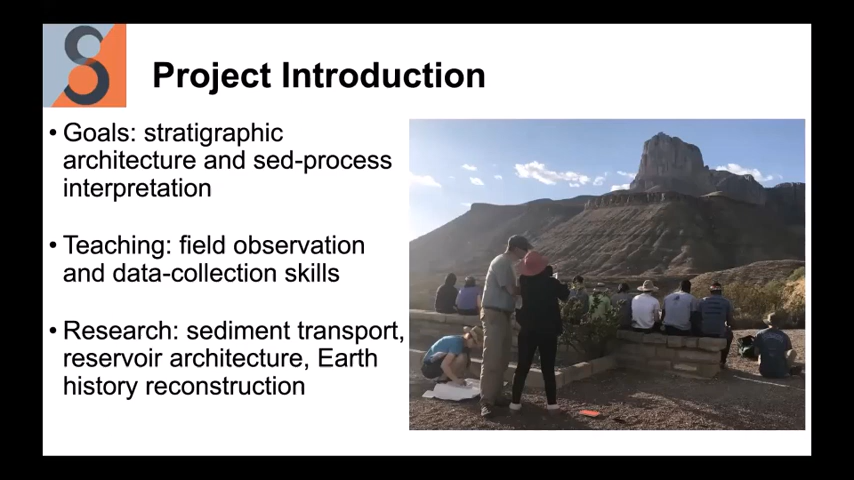 Project Introduction
• Goals: stratigraphic
architecture and sed-process
interpretation
• Teaching: field observation
and data-collection skills
• Research: sediment transport,
reservoir architecture, Earth
history reconstruction